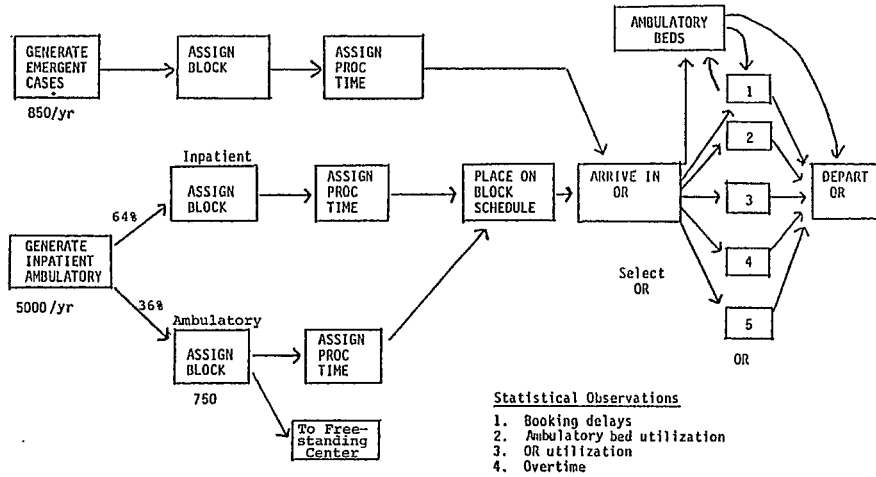 GENERATE
EMERGENT
CASES
850/yr
ASSIGN
BLOCK
ASSIGN
PROC
TIME
AMBULATORY
BEDS
Inpatient
ASSIGN
BLOCK
ASSIGN
PROC
TIME
PLACE ON
BLOCK
SCHEDULE
ARRIVE IN
OR
1
2
3
4
5
OR
DEPART
OR
Select
OR
64%
GENERATE
INPATIENT
AMBULATORY
5000/yr
36%
Ambulatory
ASSIGN
BLOCK
750
ASSIGN
PROC
TIME
To Free-
standing
Center
Statistical Observations
1. Booking delays
2. Ambulatory bed utilization
3. OR utilization
4. Overtime